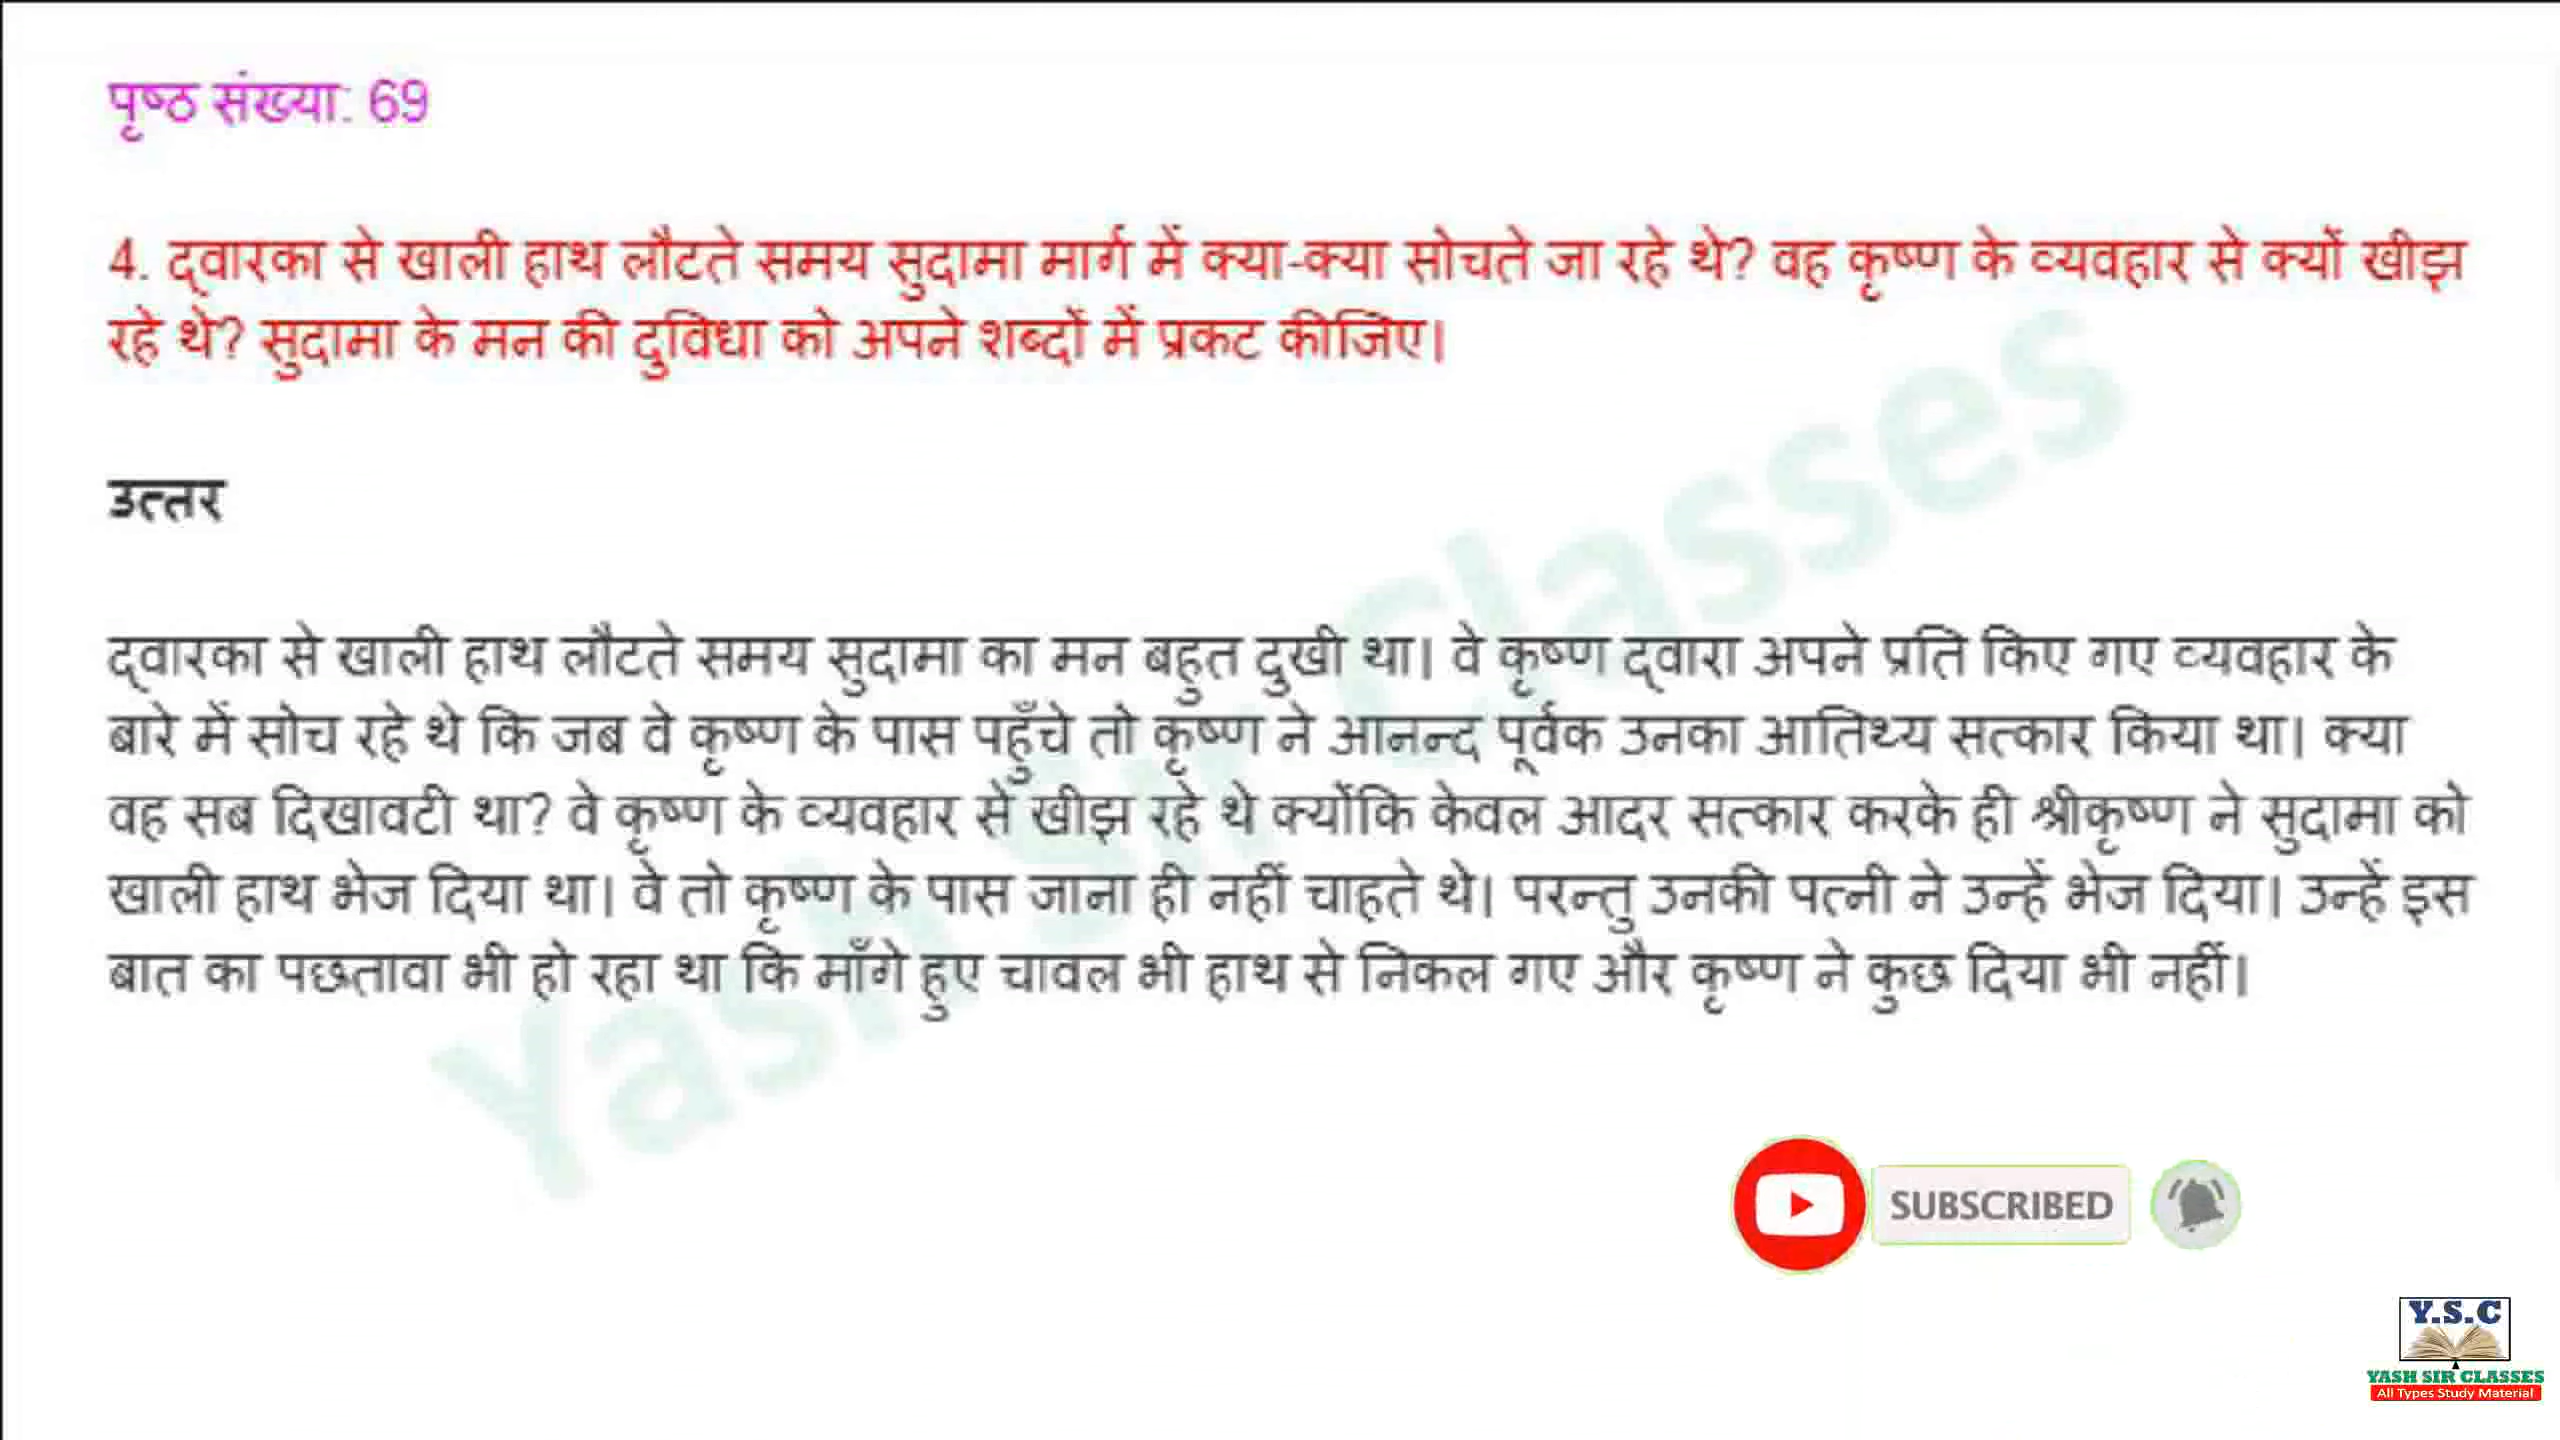 पृष्ठ संख्या: 69
4. द्वारका से खाली हाथ लौटते समय सुदामा मार्ग में क्या-क्या सोचते जा रहे थे? वह कृष्ण के व्यवहार से क्यों खीझ
रहे थे? सुदामा के मन की दुविधा को अपने शब्दों में प्रकट कीजिए।
उत्तर
द्वारका से खाली हाथ लौटते समय सुदामा का मन बहुत दुखी था। वे कृष्ण द्वारा अपने प्रति किए गए व्यवहार के
बारे में सोच रहे थे कि जब वे कृष्ण के पास पहुँचे तो कृष्ण ने आनन्द पूर्वक उनका आतिथ्य सत्कार किया था। क्या
वह सब दिखावटी था? वे कृष्ण के व्यवहार से खीझ रहे थे क्योंकि केवल आदर सत्कार करके ही श्रीकृष्ण ने सुदामा को
खाली हाथ भेज दिया था। वे तो कृष्ण के पास जाना ही नहीं चाहते थे। परन्तु उनकी पत्नी ने उन्हें भेज दिया। उन्हें इस
बात का पछतावा भी हो रहा था कि माँगे हुए चावल भी हाथ से निकल गए और कृष्ण ने कुछ दिया भी नहीं।
Yash Sir Classes
SUBSCRIBED
Y.S.C
YASH SIR CLASSES
All Types Study Material